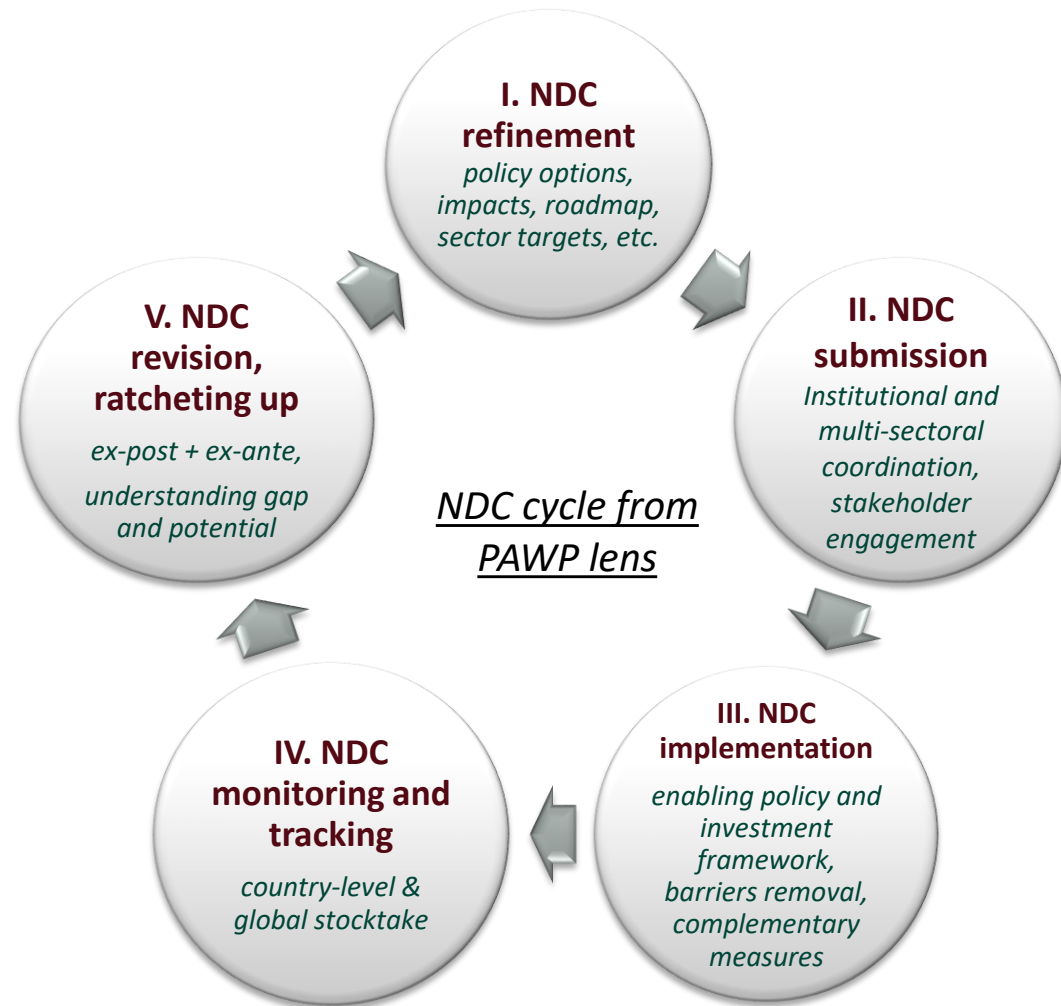 I. NDC
refinement
policy options,
impacts, roadmap,
sector targets, etc.
II. NDC
submission
Institutional and
multi-sectoral
coordination,
stakeholder
engagement
III. NDC
implementation
enabling policy and
investment
framework,
barriers removal,
complementary
measures
IV. NDC
monitoring and
tracking
country-level &
global stocktake
V. NDC
revision,
ratcheting up
ex-post + ex-ante,
understanding gap
and potential
NDC cycle from
PAWP lens